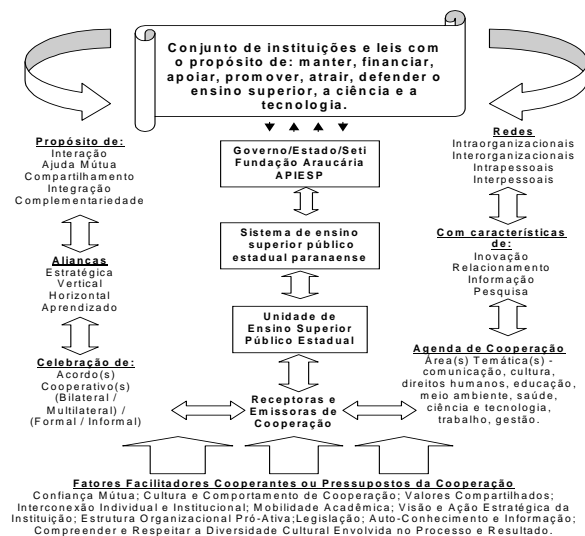 Conjunto de instituições e leis com
o propósito de: manter, financiar,
apoiar, promover, atrair, defender o
ensino superior, a ciência e a
tecnologia.
Propósito de:
Interação
Ajuda Mútua
Compartilhamento
Integração
Complementariedade
Alianças
Estratégica
Vertical
Horizontal
Aprendizado
Celebração de:
Acordo(s)
Cooperativo(s)
(Bilateral /
Multilateral) /
(Formal / Informal)
Governo/Estado/Seti
Fundação Araucária
APIESP
Sistema de ensino
superior público
estadual paranaense
Unidade de
Ensino Superior
Público Estadual
Receptoras e
Emissoras de
Cooperação
Redes
Intraorganizacionais
Interorganizacionais
Intrapessoais
Interpessoais
Com características
de:
Inovação
Relacionamento
Informação
Pesquisa
Agenda de Cooperação
Área(s) Temática(s) -
comunicação, cultura,
direitos humanos, educação,
meio ambiente, saúde,
ciência e tecnologia,
trabalho, gestão.
Fatores Facilitadores Cooperantes ou Pressupostos da Cooperação
Confiança Mútua; Cultura e Comportamento de Cooperação; Valores Compartilhados;
Interconexão Individual e Institucional; Mobilidade Acadêmica; Visão e Ação Estratégica da
Instituição; Estrutura Organizacional Pró-Ativa;Legislação; Auto-Conhecimento e Informação;
Compreender e Respeitar a Diversidade Cultural Envolvida no Processo e Resultado.